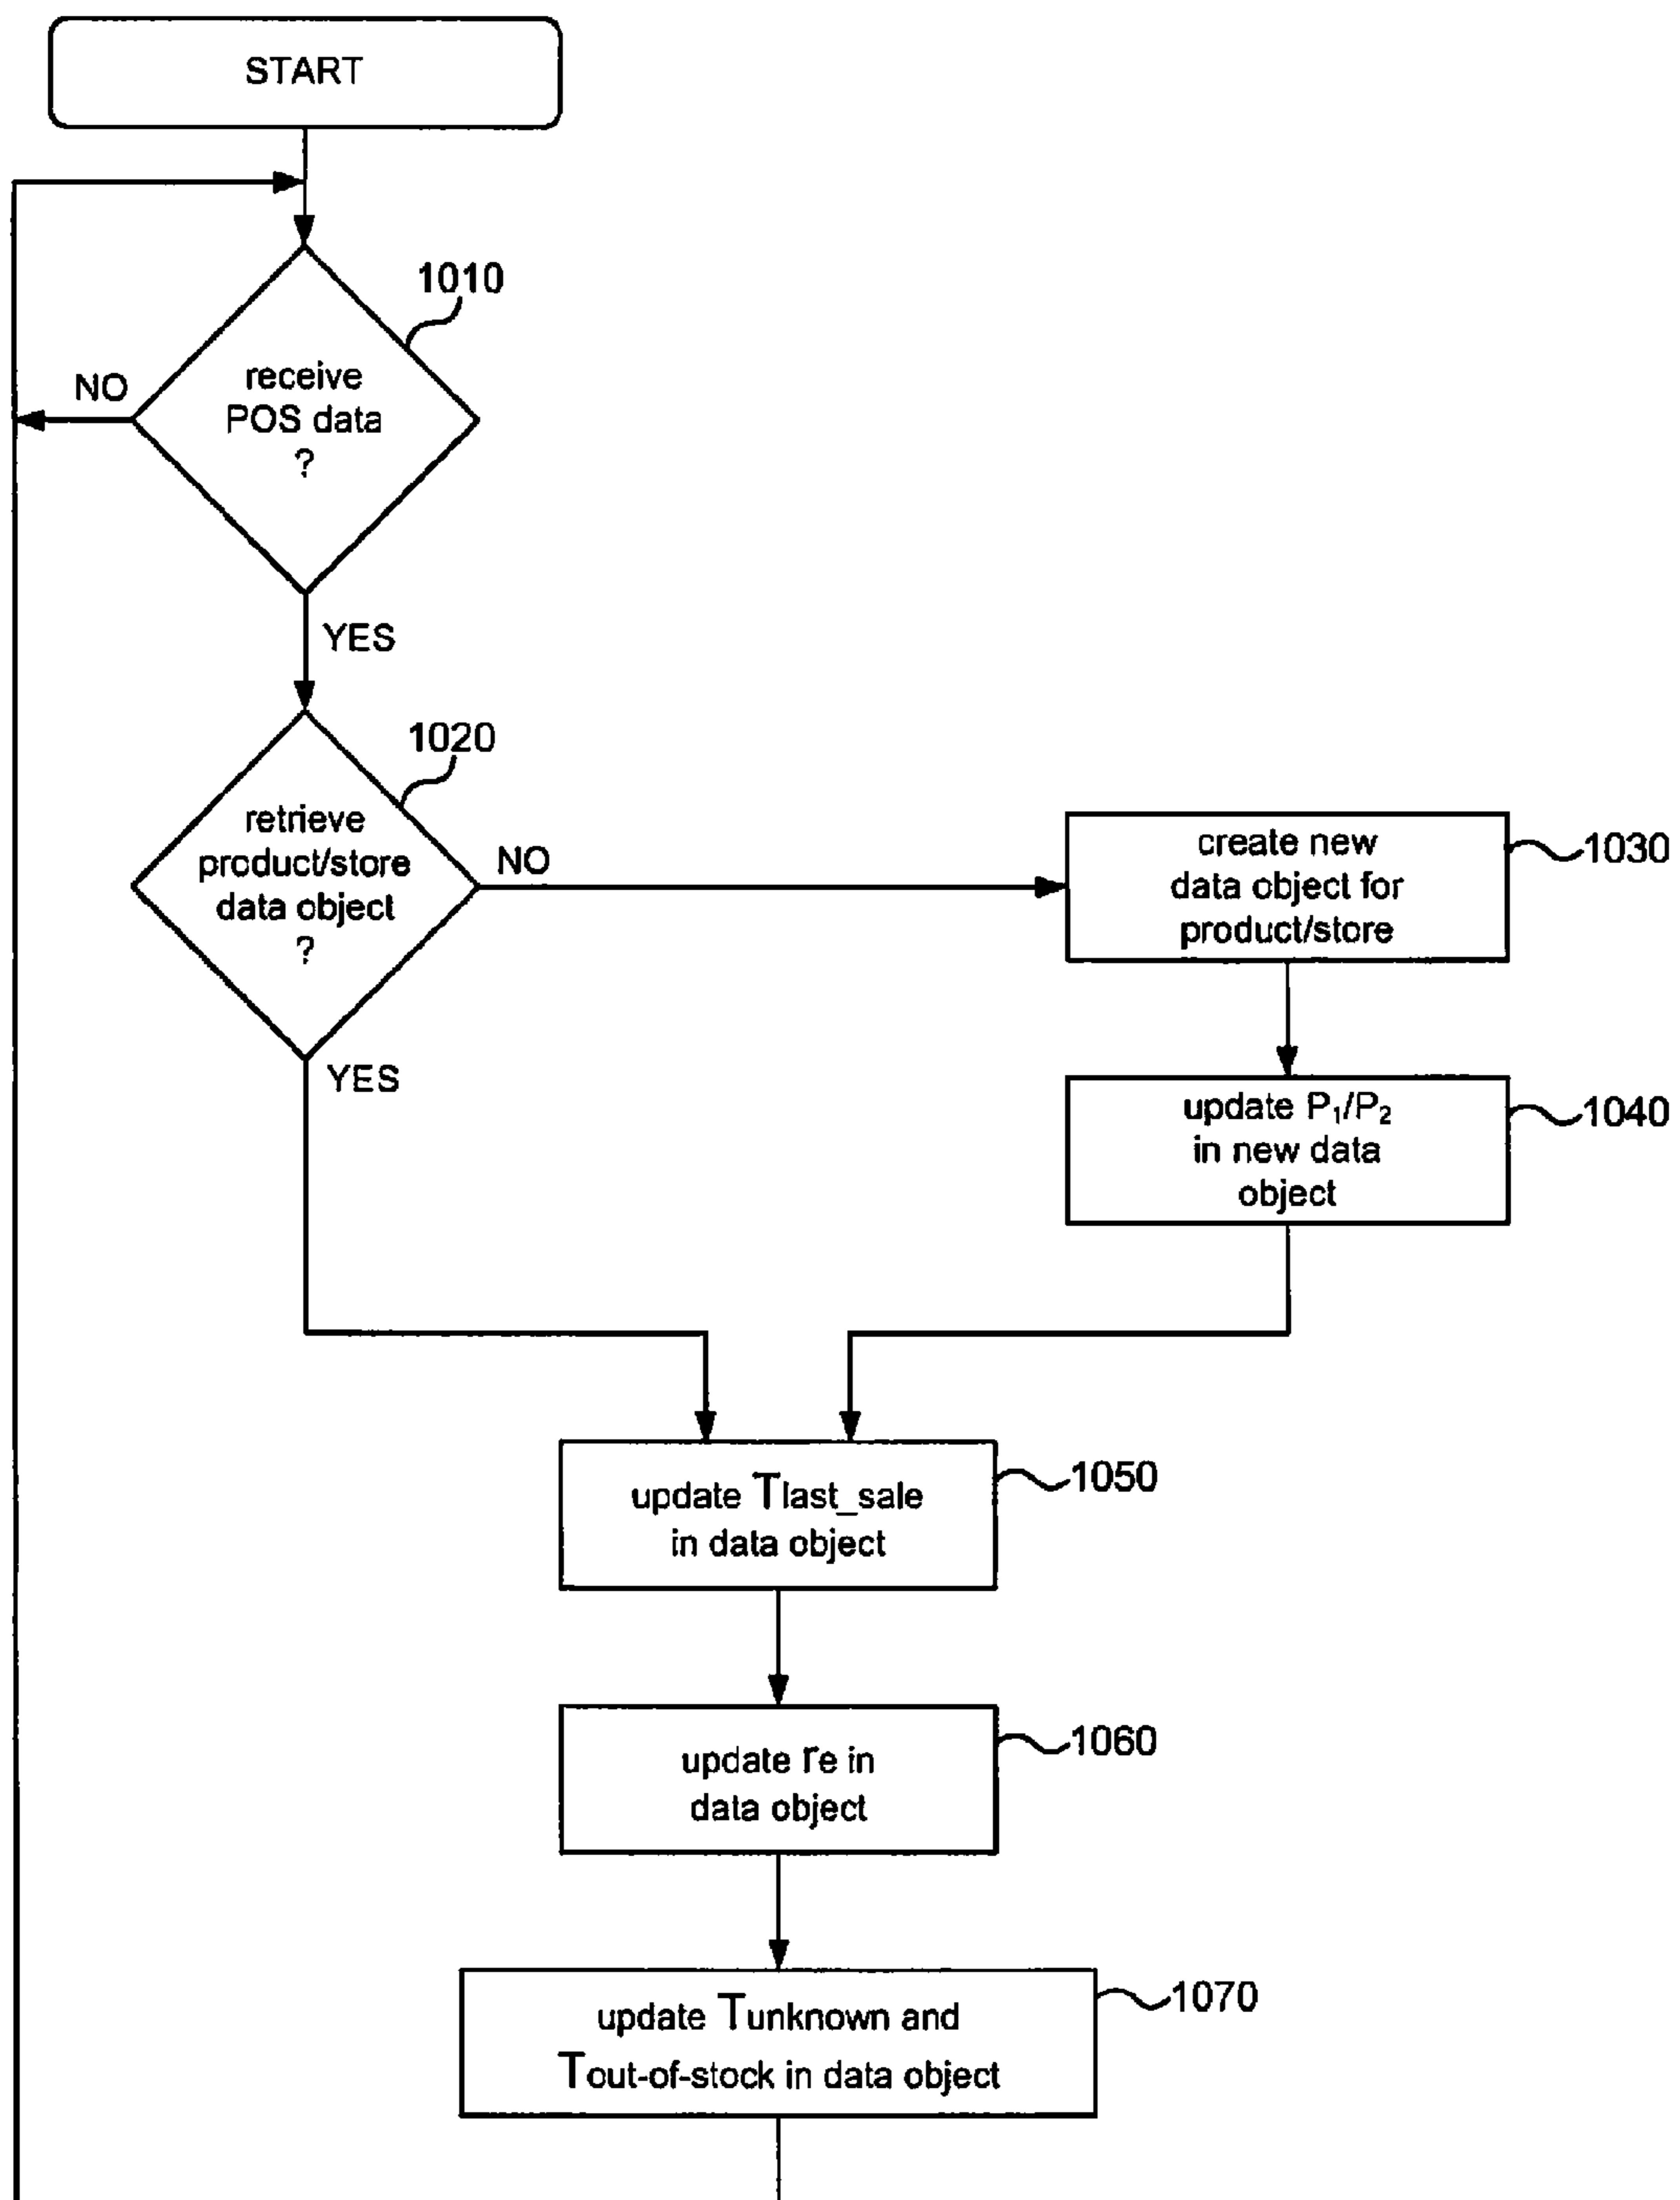 START
1010
receive
POS data
?
NO
YES
1020
retrieve
product/store
data object
?
NO
YES
create new
data object for
product/store
1030
update P₁/P₂
in new data
object
1040
update Tlast_sale
in data object
1050
update re in
data object
1060
update Tunknown and
Tout-of-stock in data object
1070